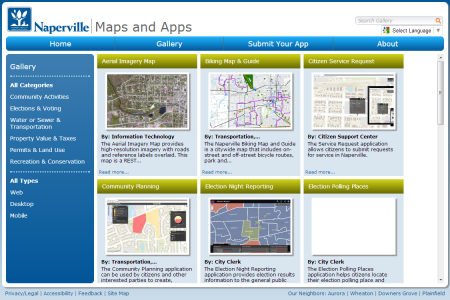 Naperville Maps and Apps
Search Gallery
Select Language
Home Gallery Submit Your App About
Gallery
All Categories
Community Activities
Elections & Voting
Water or Sewer &
Transportation
Property Value & Taxes
Permits & Land Use
Recreation & Conservation
All Types
Web
Desktop
Mobile
Aerial Imagery Map
By: Information Technology
The Aerial Imagery Map provides
high-resolution imagery with roads
and reference labels overlaid. This
map is a REST...
Read more...
Biking Map & Guide
By: Transportation,...
The Naperville Biking Map and Guide
is a citywide map that includes on-
street and off-street bicycle routes,
park and...
Read more...
Citizen Service Request
By: Citizen Support Center
The Service Request application
allows citizens to submit requests
for service in Naperville.
Read more...
Community Planning
By: Transportation,...
The Community Planning application
can be used by citizens and other
interested parties to create,
Election Night Reporting
By: City Clerk
The Election Night Reporting
application provides election results
information to the general public.
Election Polling Places
By: City Clerk
The Election Polling Places
application helps citizens locate
their election polling place and
Privacy/Legal | Accessibility | Feedback | Site Map
Our Neighbors: Aurora | Wheaton | Downers Grove | Plainfield